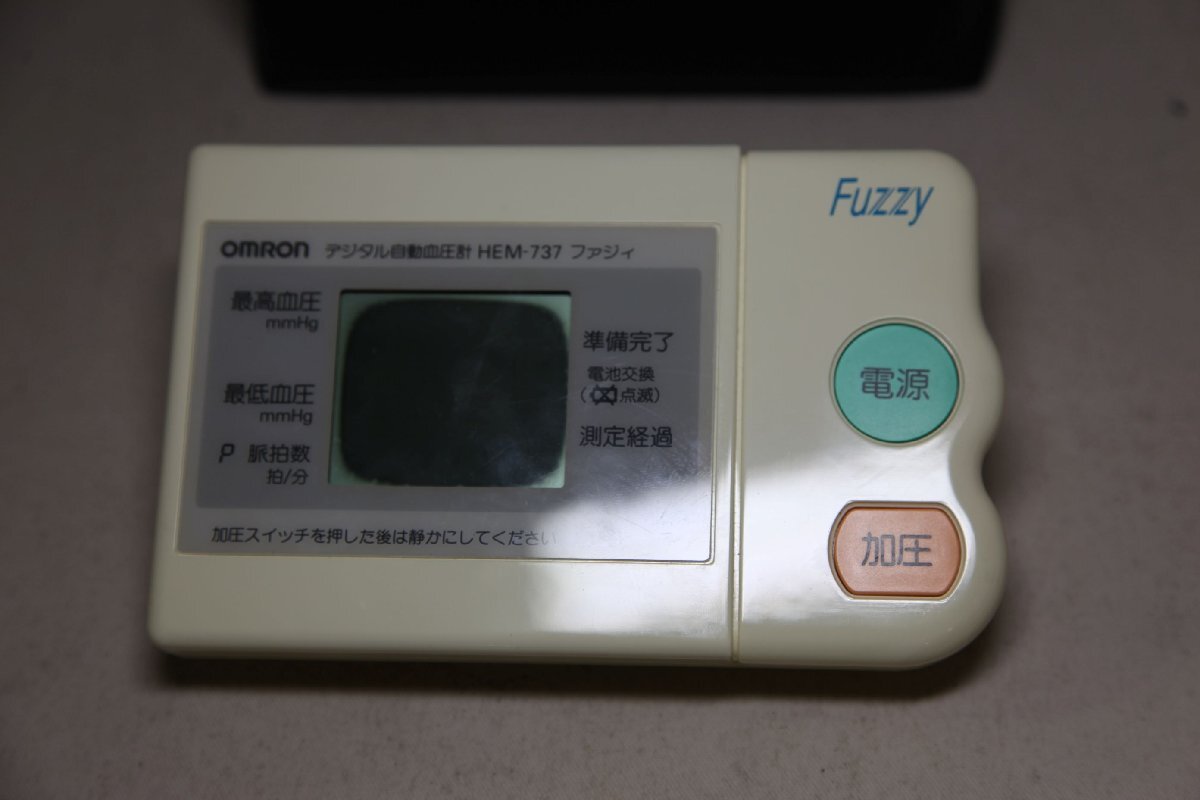 Fuzzy
OMRON デジタル自動血圧計 HEM-737 ファジィ
最高血圧
mmHg
最低血圧
mmHg
P 脈拍数
拍/分
準備完了
電池交換
(点滅)
測定経過
電源
加圧
加圧スイッチを押した後は静かにしてください